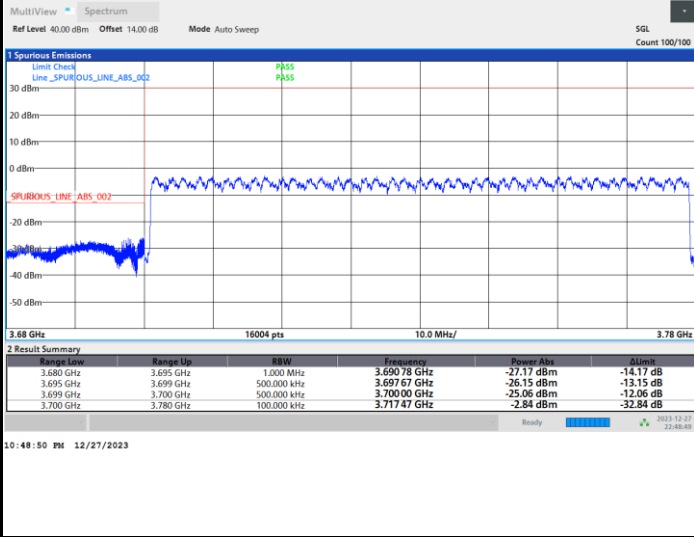 MultiView Spectrum
Ref Level 40.00 dBm Offset 14.00 dB Mode Auto Sweep SGL
Count 100/100
1 Spurious Emissions
Limit Check PASS
Line _SPURIOUS_LINE_ABS_002 PASS
30 dBm
20 dBm
10 dBm
0 dBm
_SPURIOUS_LINE_ABS_002
-20 dBm
-30 dBm
-40 dBm
-50 dBm
3.68 GHz 16004 pts 10.0 MHz/ 3.78 GHz
2 Result Summary
Range Low Range Up RBW Frequency Power Abs ΔLimit
3.680 GHz 3.695 GHz 1.000 MHz 3.690 78 GHz -27.17 dBm -14.17 dB
3.695 GHz 3.699 GHz 500.000 kHz 3.697 67 GHz -26.15 dBm -13.15 dB
3.699 GHz 3.700 GHz 500.000 kHz 3.700 00 GHz -25.06 dBm -12.06 dB
3.700 GHz 3.780 GHz 100.000 kHz 3.717 47 GHz -2.84 dBm -32.84 dB
Ready 2023-12-27
22:48:49
10:48:50 PM 12/27/2023